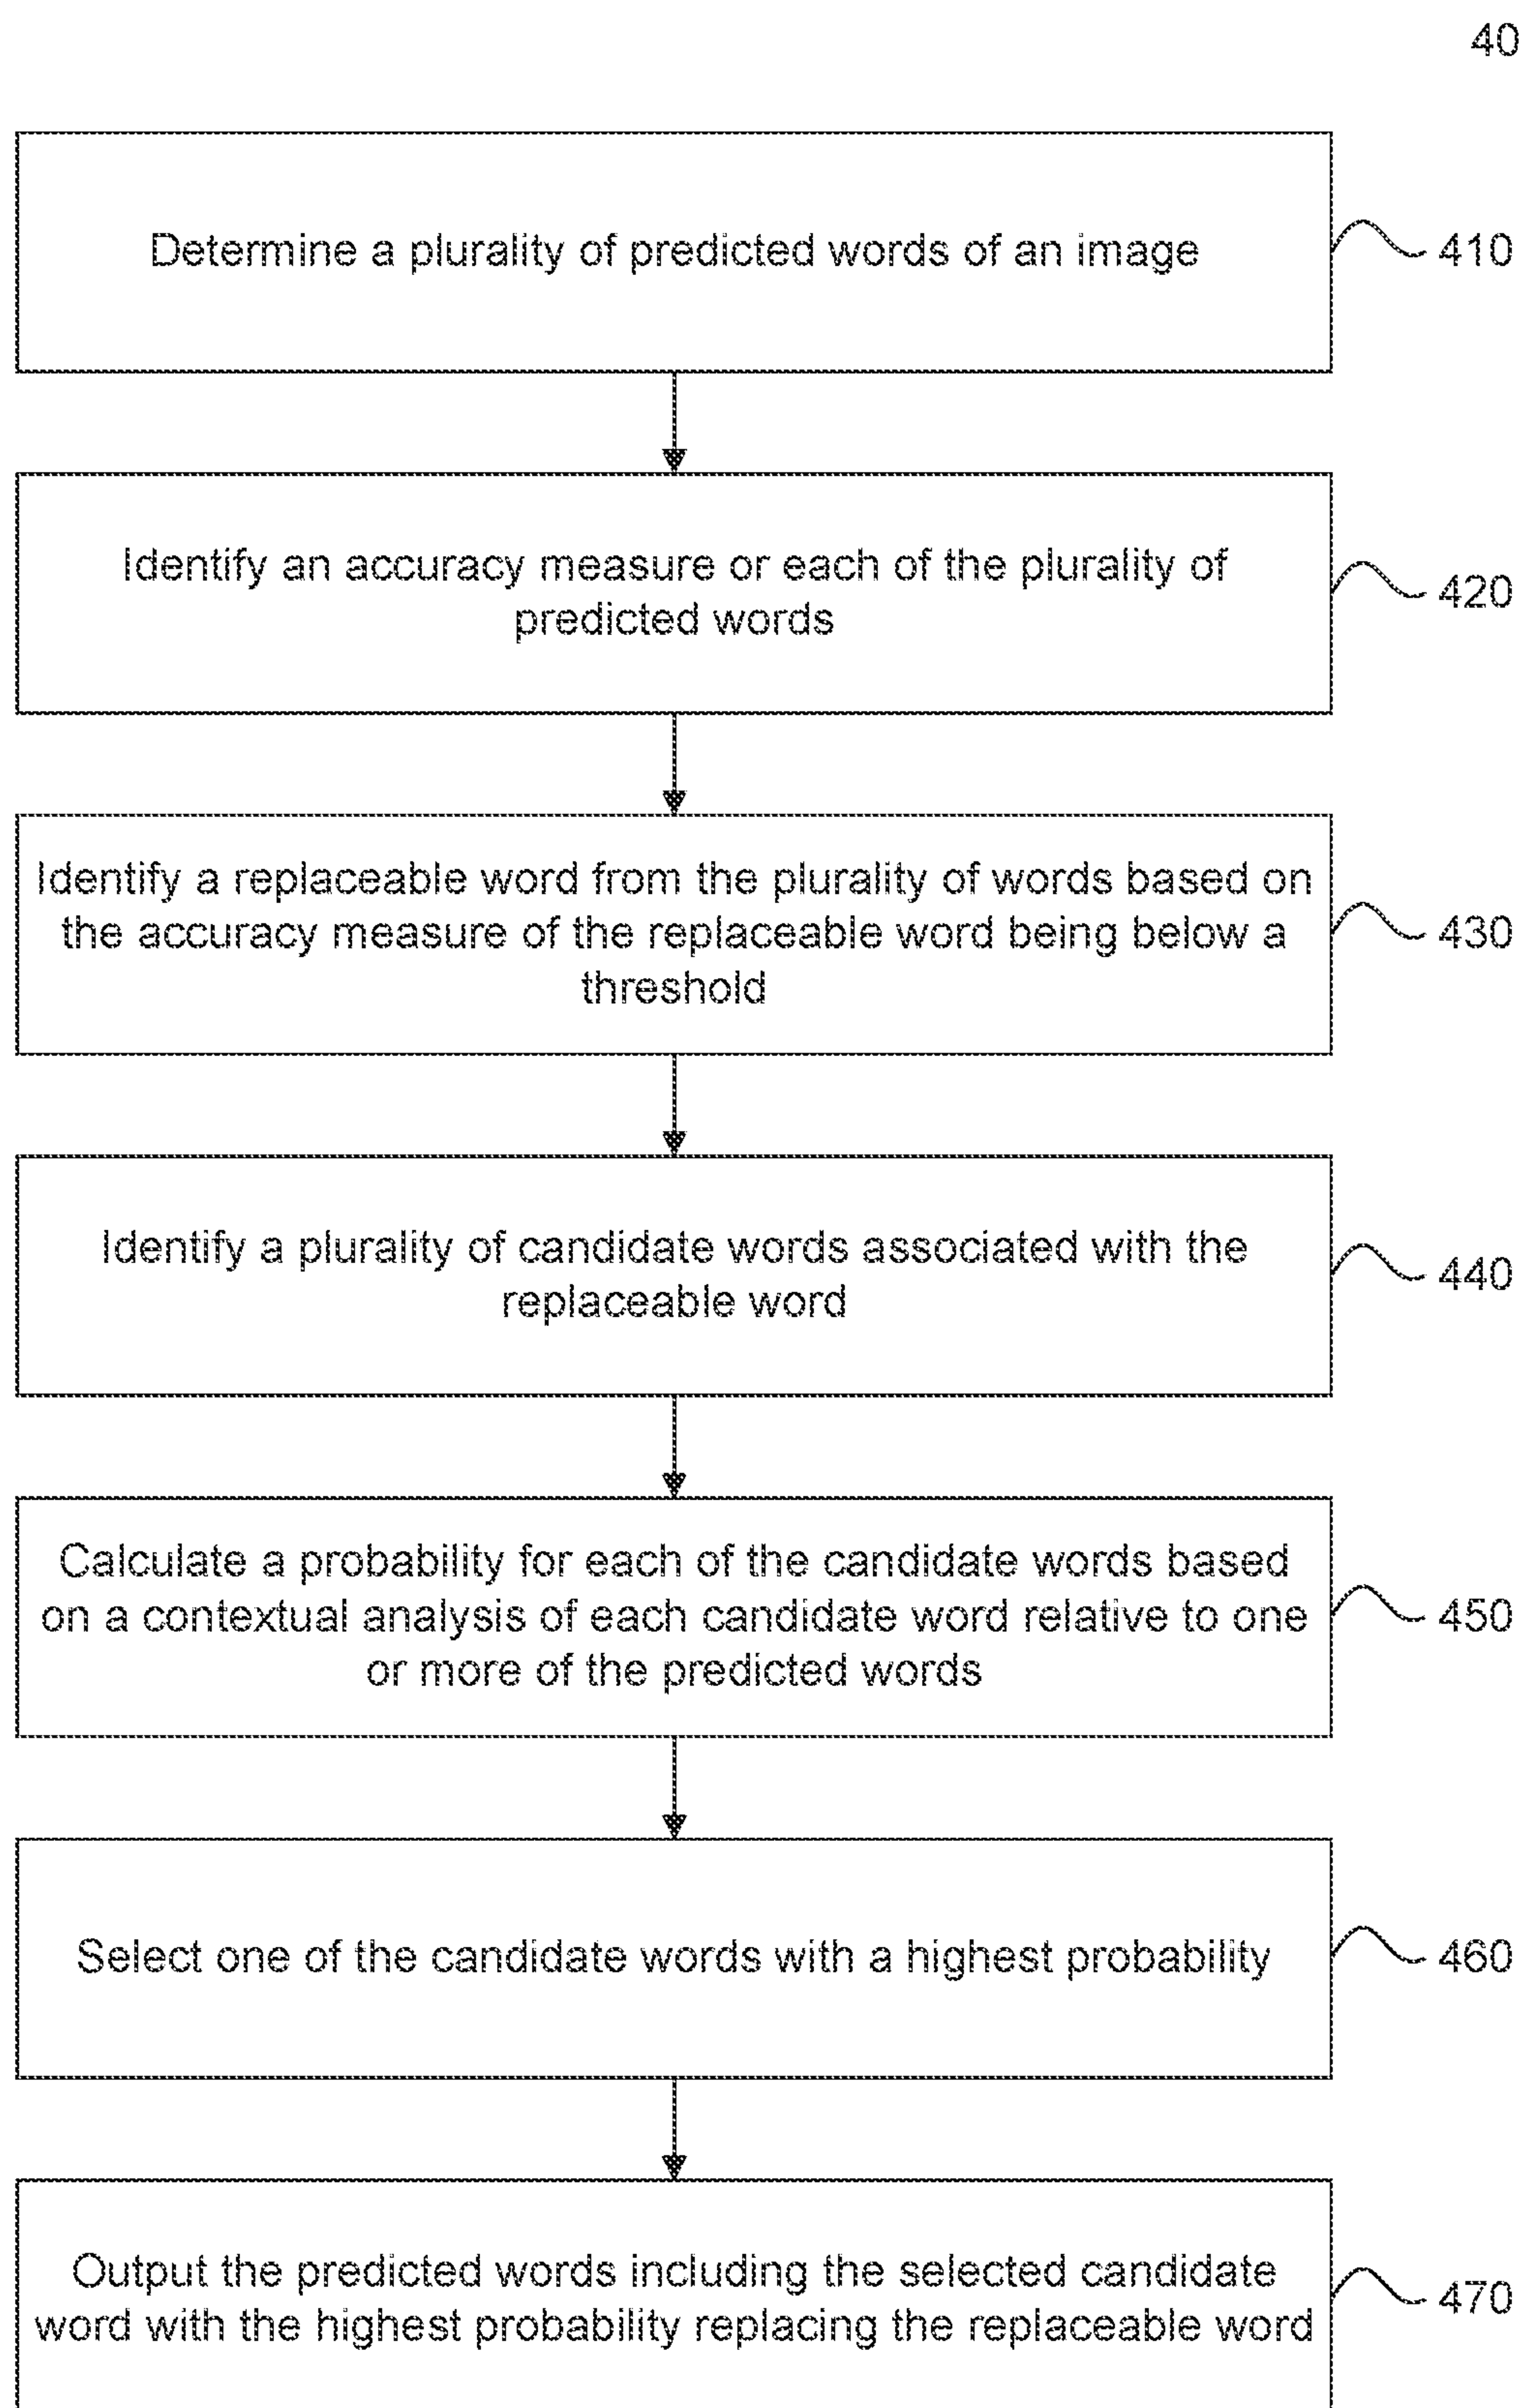 40
Determine a plurality of predicted words of an image
410
Identify an accuracy measure or each of the plurality of
predicted words
420
Identify a replaceable word from the plurality of words based on
the accuracy measure of the replaceable word being below a
threshold
430
Identify a plurality of candidate words associated with the
replaceable word
440
Calculate a probability for each of the candidate words based
on a contextual analysis of each candidate word relative to one
or more of the predicted words
450
Select one of the candidate words with a highest probability
460
Output the predicted words including the selected candidate
word with the highest probability replacing the replaceable word
470